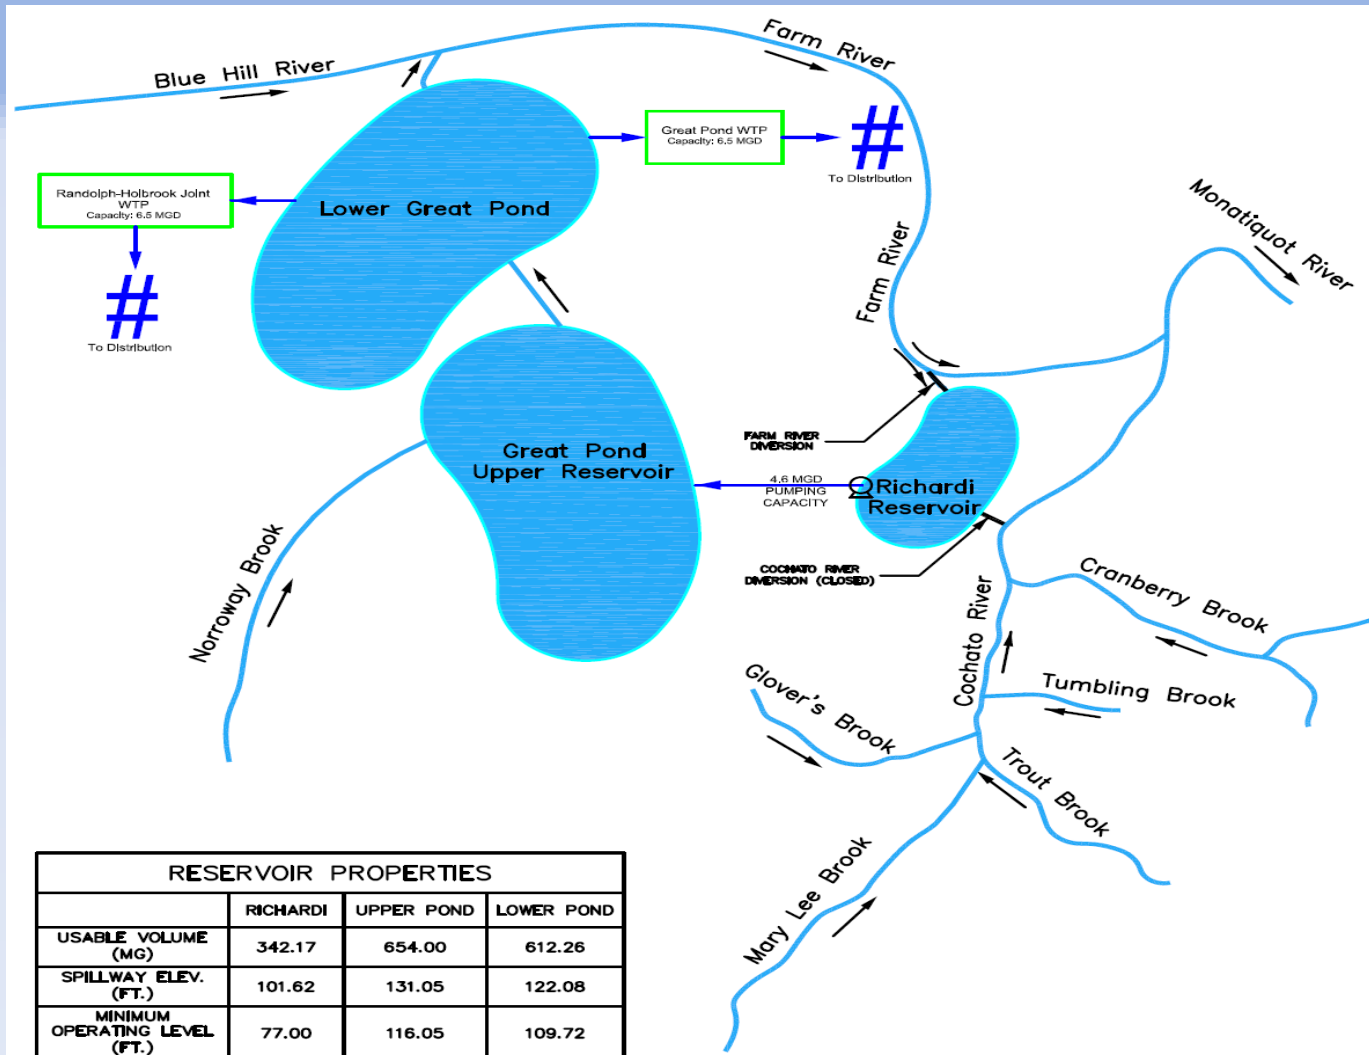 Blue Hill River
Farm River
Great Pond WTP
Capacity: 6.5 MGD
#
To Distribution
Randolph-Holbrook Joint
WTP
Capacity: 6.5 MGD
#
To Distribution
Lower Great Pond
Monatiquot River
Farm River
FARM RIVER
DIVERSION
Great Pond
Upper Reservoir
4.6 MGD
PUMPING
CAPACITY
Richardi
Reservoir
COCHATO RIVER
DIVERSION (CLOSED)
Norroway Brook
Cochato River
Cranberry Brook
Glover's Brook
Tumbling Brook
Trout Brook
Mary Lee Brook
RESERVOIR PROPERTIES
RICHARDI UPPER POND LOWER POND
USABLE VOLUME
(MG) 342.17 654.00 612.26
SPILLWAY ELEV.
(FT.) 101.62 131.05 122.08
MINIMUM
OPERATING LEVEL 77.00 116.05 109.72
(FT.)